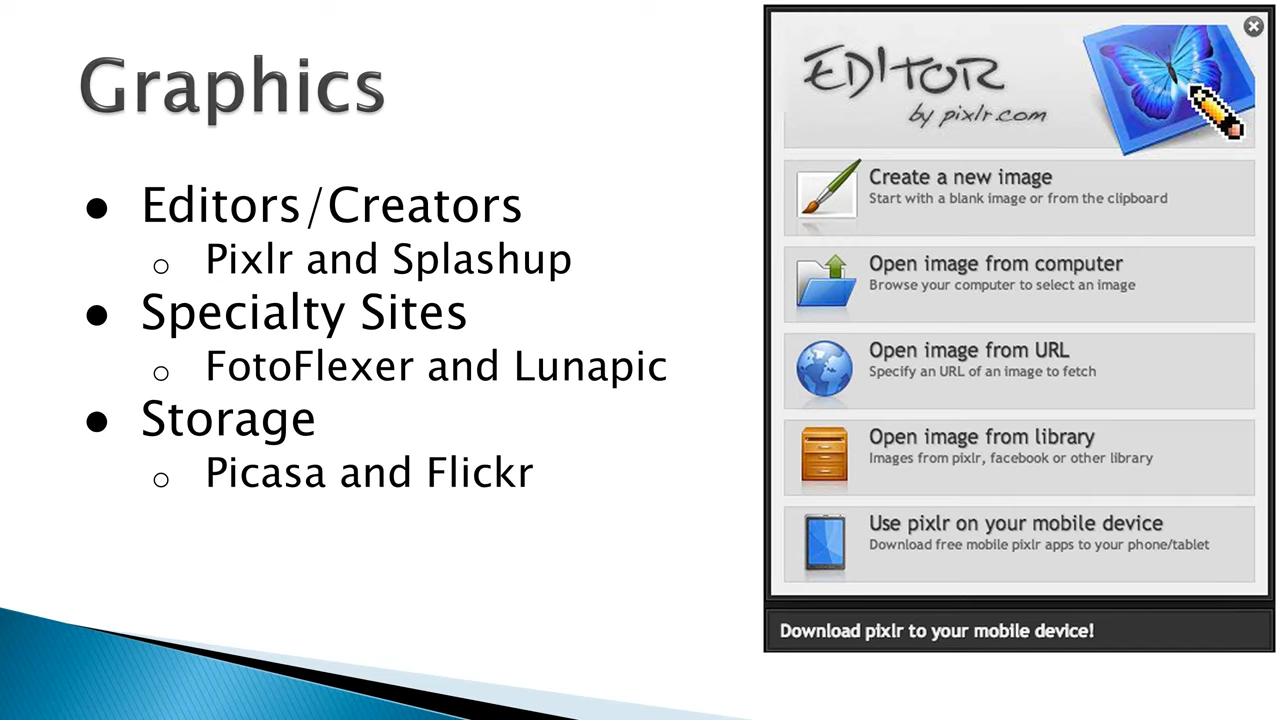 Graphics
● Editors/Creators
o Pixlr and Splashup
● Specialty Sites
o FotoFlexer and Lunapic
● Storage
o Picasa and Flickr
EDITOR
by pixlr.com
Create a new image
Start with a blank image or from the clipboard
Open image from computer
Browse your computer to select an image
Open image from URL
Specify an URL of an image to fetch
Open image from library
Images from pixlr, facebook or other library
Use pixlr on your mobile device
Download free mobile pixlr apps to your phone/tablet
Download pixlr to your mobile device!